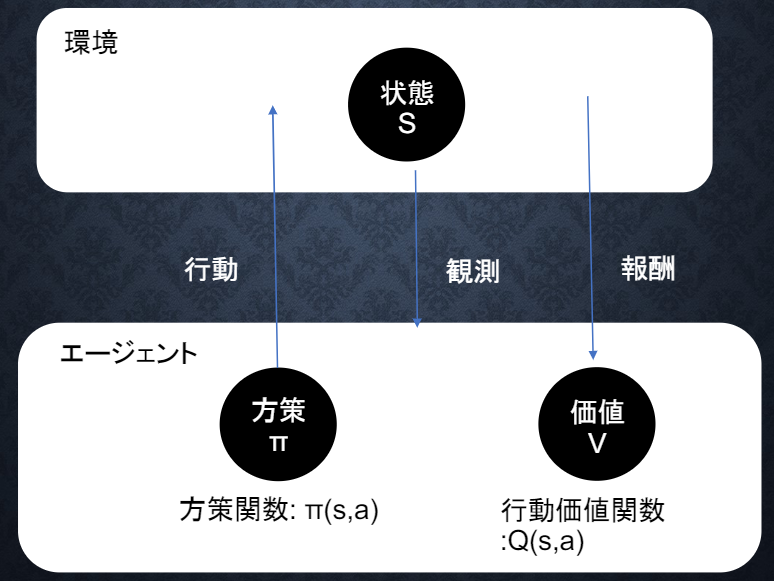 環境
状態
S
行動
観測
報酬
エージェント
方策
π
価値
V
方策関数: π(s,a)
行動価値関数
:Q(s,a)